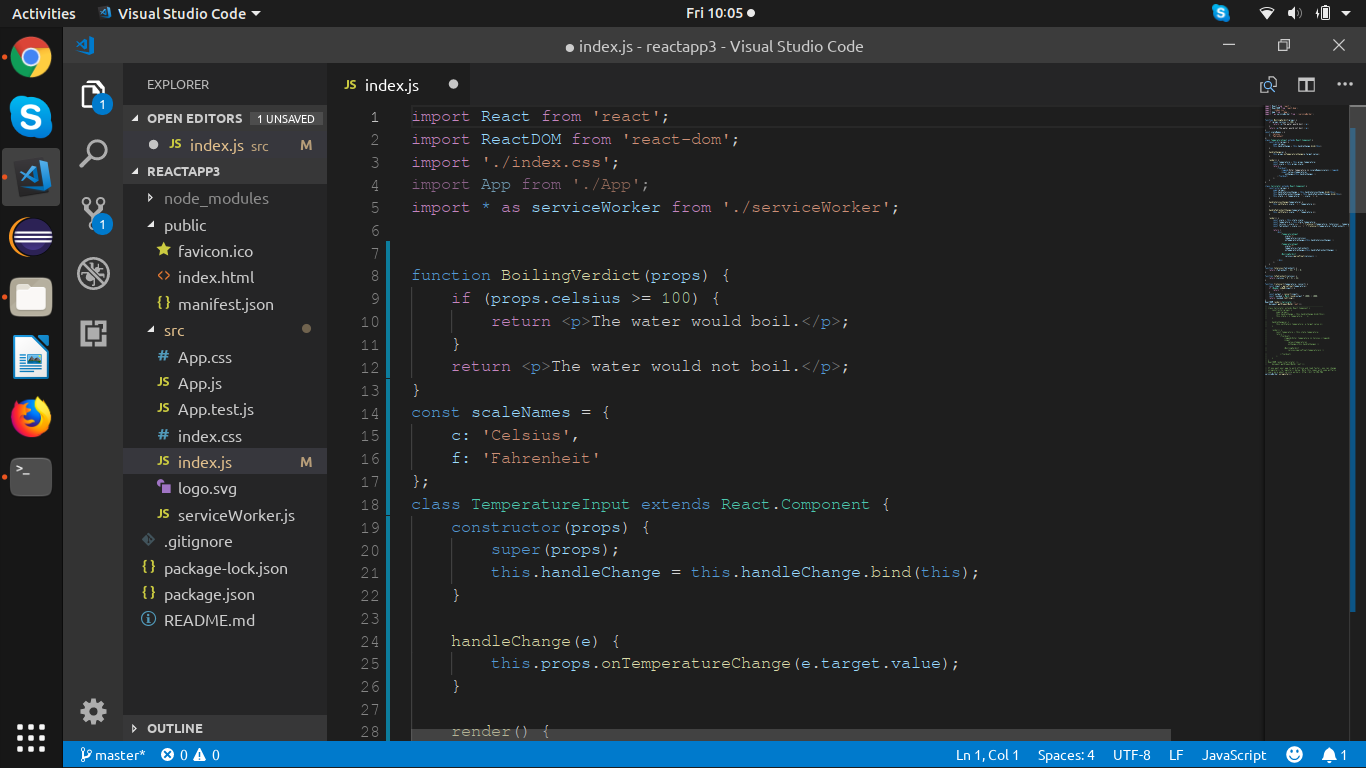 Activities Visual Studio Code Fri 10:05
index.js - reactapp3 - Visual Studio Code
EXPLORER
OPEN EDITORS 1 UNSAVED
JS index.js src M
REACTAPP3
node_modules
public
favicon.ico
<> index.html
{} manifest.json
src
# App.css
JS App.js
JS App.test.js
# index.css
JS index.js M
logo.svg
JS serviceWorker.js
.gitignore
{} package-lock.json
{} package.json
README.md
OUTLINE
1
1
JS index.js
1 import React from 'react';
2 import ReactDOM from 'react-dom';
3 import './index.css';
4 import App from './App';
5 import * as serviceWorker from './serviceWorker';
6
7
8 function BoilingVerdict(props) {
9 if (props.celsius >= 100) {
10 return <p>The water would boil.</p>;
11 }
12 return <p>The water would not boil.</p>;
13 }
14 const scaleNames = {
15 c: 'Celsius',
16 f: 'Fahrenheit'
17 };
18 class TemperatureInput extends React.Component {
19 constructor(props) {
20 super(props);
21 this.handleChange = this.handleChange.bind(this);
22 }
23
24 handleChange(e) {
25 this.props.onTemperatureChange(e.target.value);
26 }
27
28 render() {
master* 0 0 Ln 1, Col 1 Spaces: 4 UTF-8 LF JavaScript 1